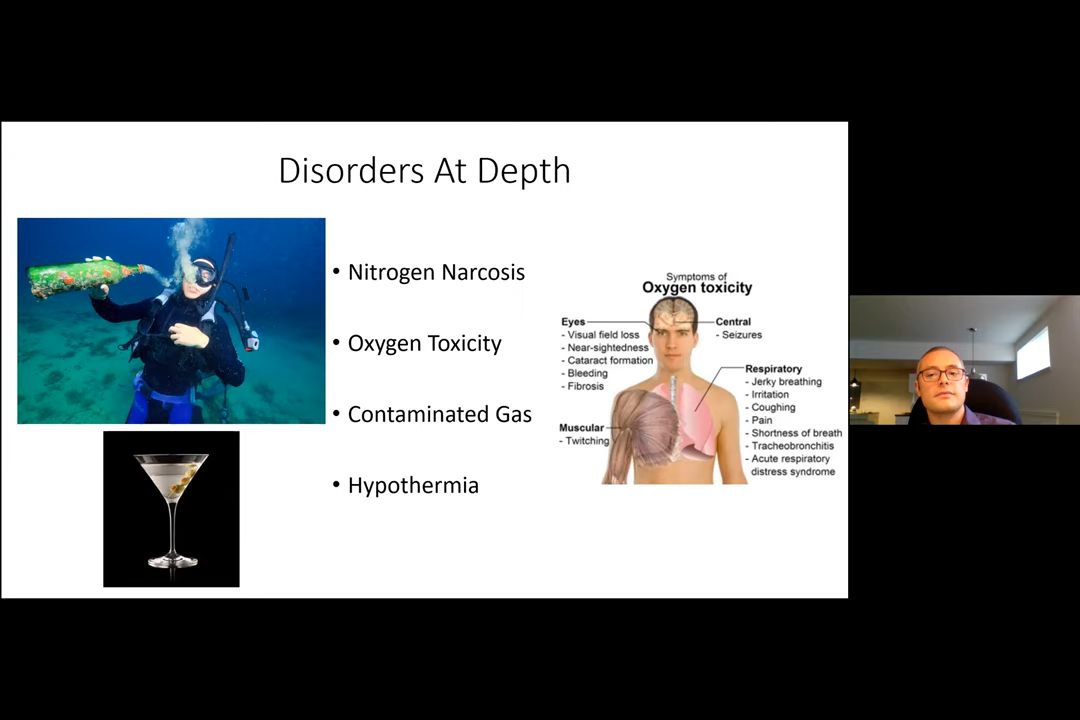 Disorders At Depth
• Nitrogen Narcosis
• Oxygen Toxicity
• Contaminated Gas
• Hypothermia
Symptoms of
Oxygen toxicity
Eyes
- Visual field loss
- Near-sightedness
- Cataract formation
- Bleeding
- Fibrosis
Muscular
- Twitching
Central
- Seizures
Respiratory
- Jerky breathing
- Irritation
- Coughing
- Pain
- Shortness of breath
- Tracheobronchitis
- Acute respiratory
distress syndrome